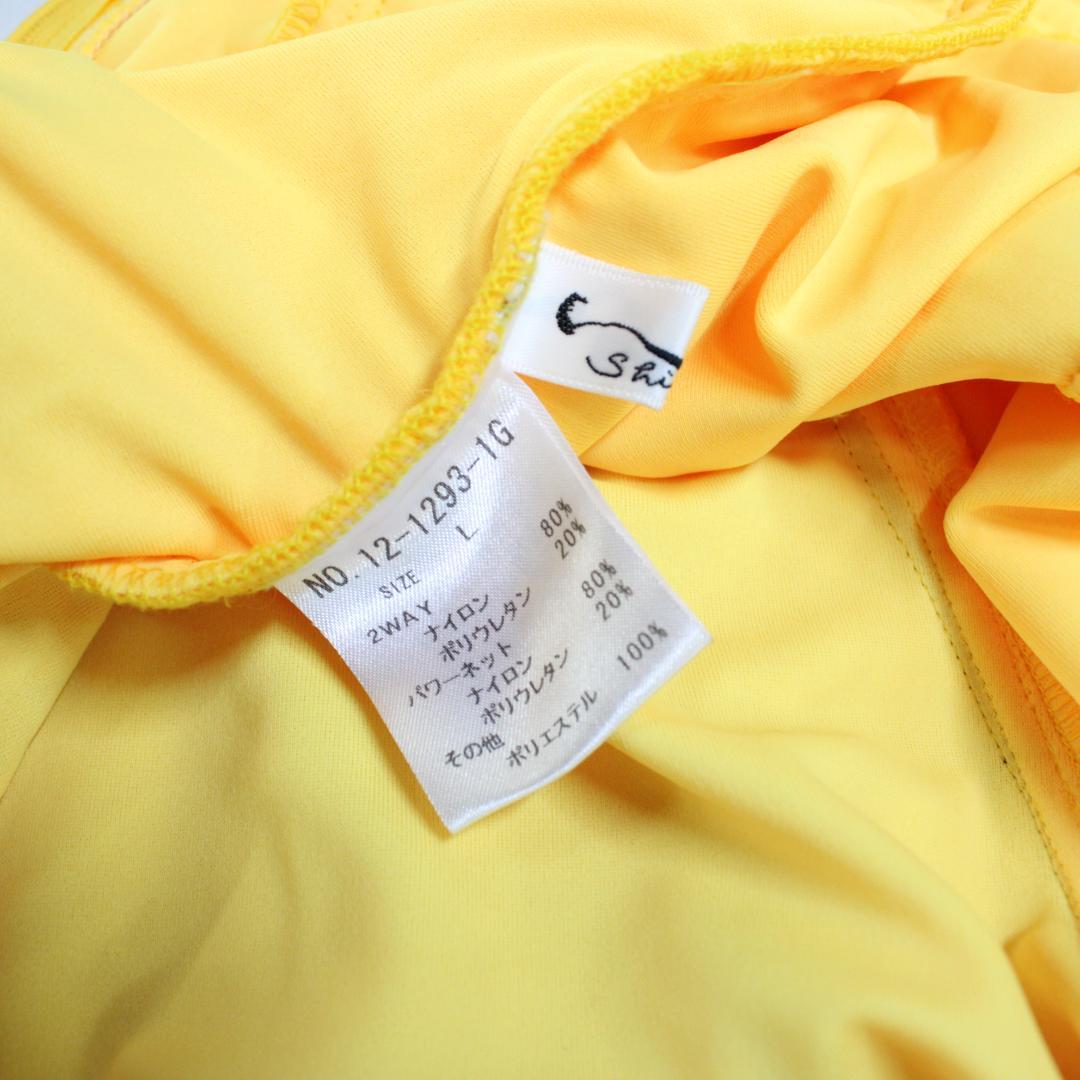 Shi
NO. 12-1293-1G
SIZE L
2WAY
ナイロン 80%
ポリウレタン 20%
パワーネット
ナイロン 80%
ポリウレタン 20%
その他
ポリエステル 100%